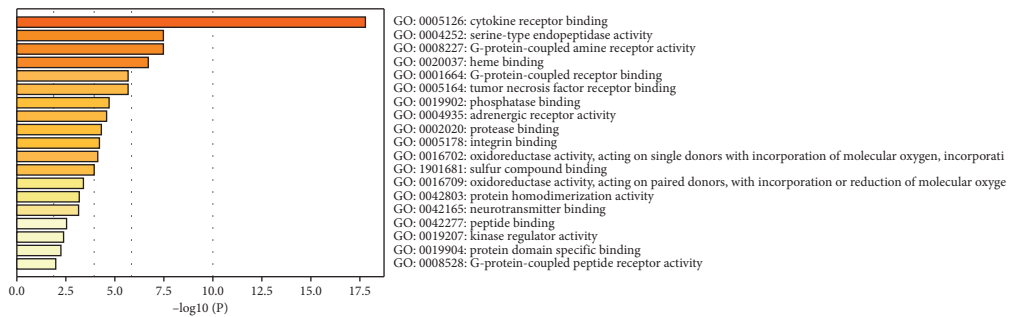 GO: 0005126: cytokine receptor binding
GO: 0004252: serine-type endopeptidase activity
GO: 0008227: G-protein-coupled amine receptor activity
GO: 0020037: heme binding
GO: 0001664: G-protein-coupled receptor binding
GO: 0005164: tumor necrosis factor receptor binding
GO: 0019902: phosphatase binding
GO: 0004935: adrenergic receptor activity
GO: 0002020: protease binding
GO: 0005178: integrin binding
GO: 0016702: oxidoreductase activity, acting on single donors with incorporation of molecular oxygen, incorporati
GO: 1901681: sulfur compound binding
GO: 0016709: oxidoreductase activity, acting on paired donors, with incorporation or reduction of molecular oxyge
GO: 0042803: protein homodimerization activity
GO: 0042165: neurotransmitter binding
GO: 0042277: peptide binding
GO: 0019207: kinase regulator activity
GO: 0019904: protein domain specific binding
GO: 0008528: G-protein-coupled peptide receptor activity
0.0 2.5 5.0 7.5 10.0 12.5 15.0 17.5
–log10 (P)